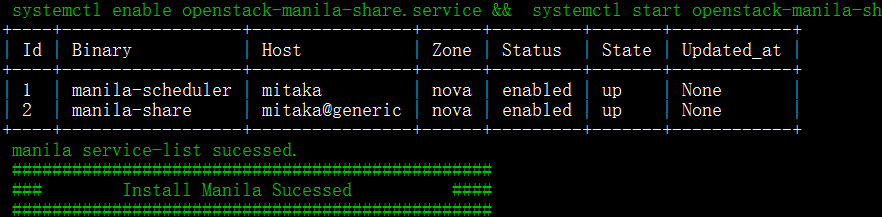 systemctl enable openstack-manila-share.service &&  systemctl start openstack-manila-sh
+----+-------------------+----------------+------+---------+-------+------------+
| Id | Binary           | Host           | Zone | Status  | State | Updated_at |
+----+-------------------+----------------+------+---------+-------+------------+
| 1  | manila-scheduler | mitaka         | nova | enabled | up    | None       |
| 2  | manila-share     | mitaka@generic | nova | enabled | up    | None       |
+----+-------------------+----------------+------+---------+-------+------------+
manila service-list sucessed.
################################################
###        Install Manila Sucessed          ####
################################################